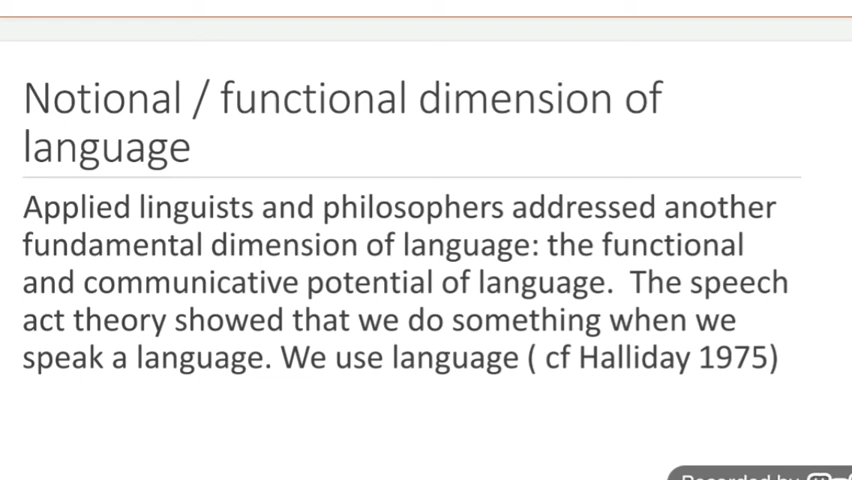 Notional / functional dimension of
language
Applied linguists and philosophers addressed another
fundamental dimension of language: the functional
and communicative potential of language.  The speech
act theory showed that we do something when we
speak a language. We use language ( cf Halliday 1975)
Recorded by